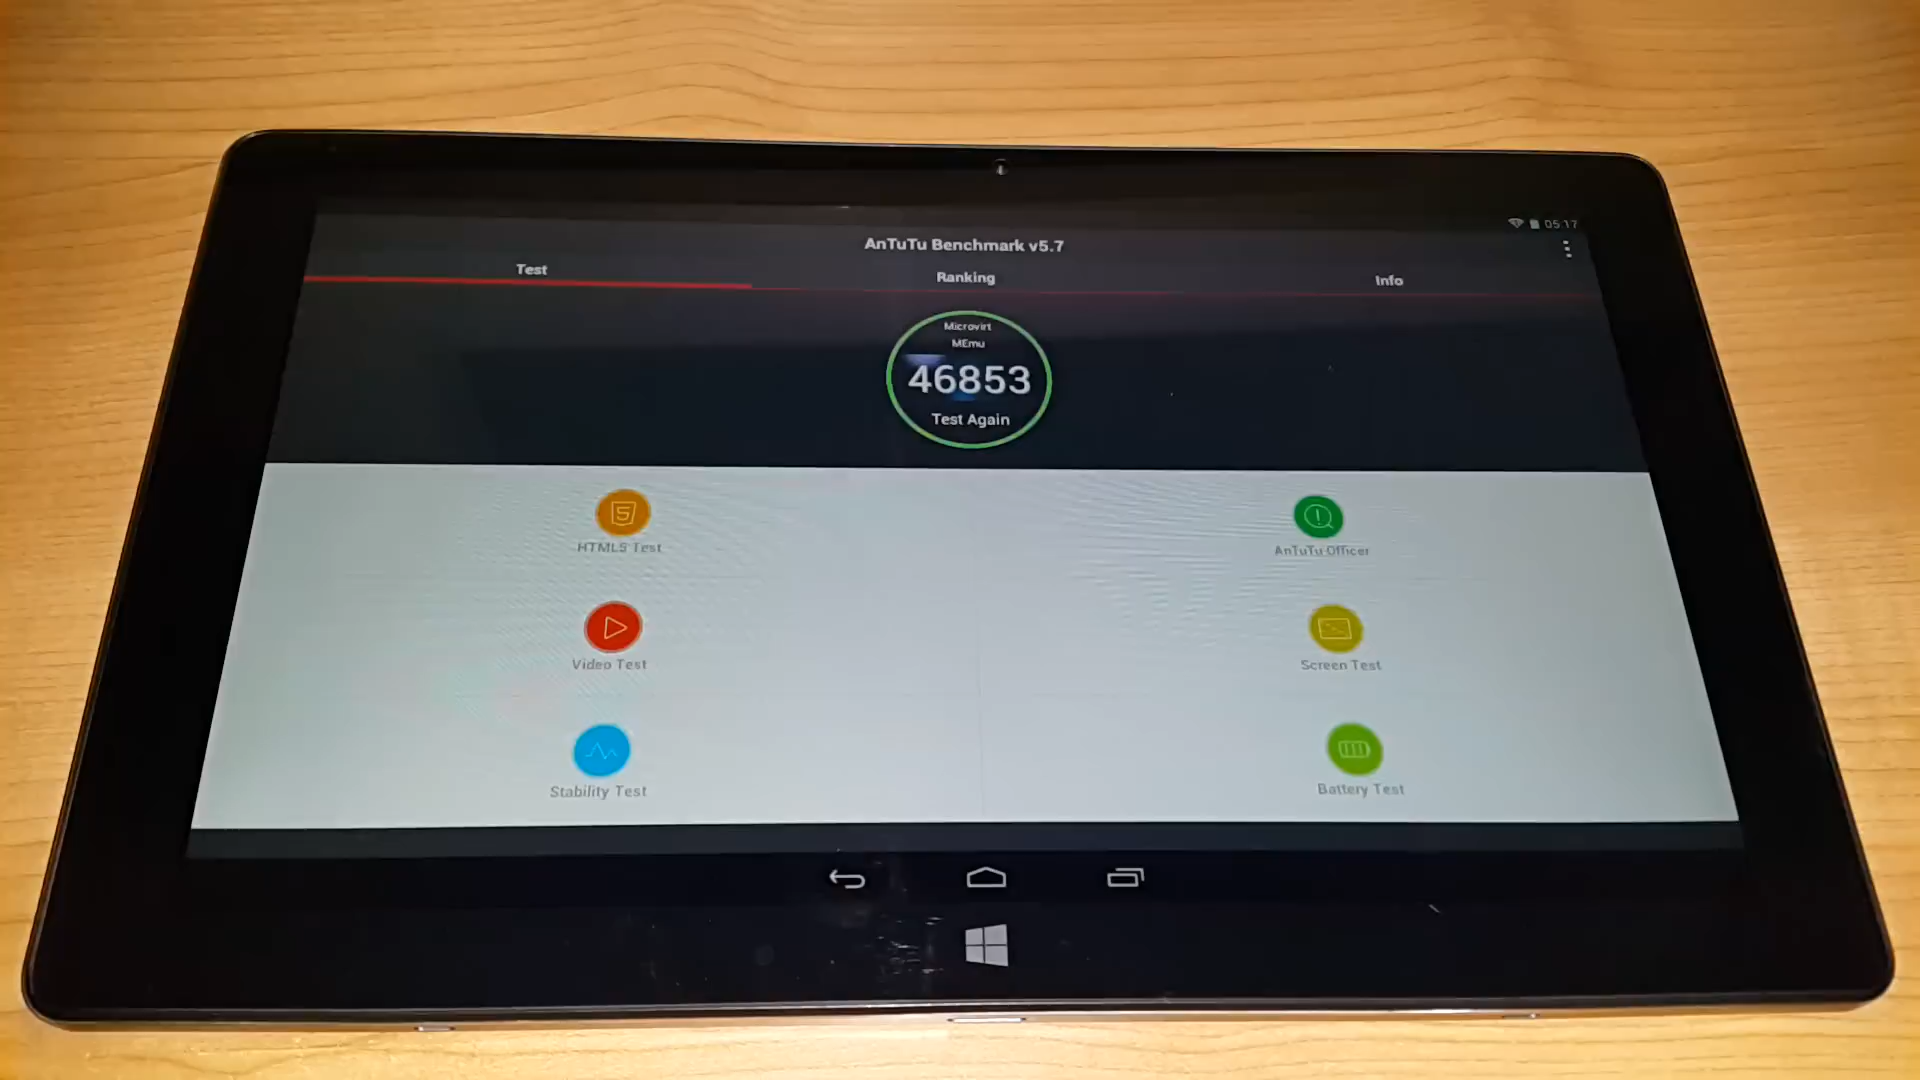 05:17
AnTuTu Benchmark v5.7
Test
Ranking
Info
Microvirt
MEmu
46853
Test Again
HTML5 Test
AnTuTu Officer
Video Test
Screen Test
Stability Test
Battery Test